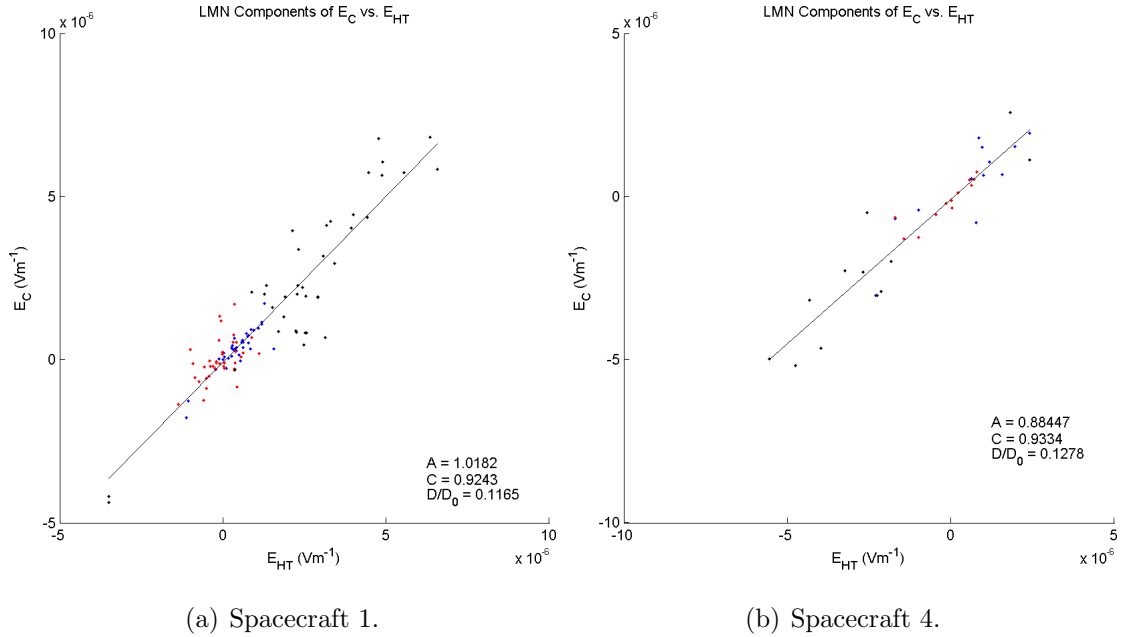 LMN Components of E_C vs. E_HT
x 10^-6
10
5
0
-5
E_C (Vm^-1)
-5
0
5
10
x 10^-6
E_HT (Vm^-1)
A = 1.0182
C = 0.9243
D/D_0 = 0.1165
(a) Spacecraft 1.
LMN Components of E_C vs. E_HT
x 10^-6
5
0
-5
-10
E_C (Vm^-1)
-10
-5
0
5
x 10^-6
E_HT (Vm^-1)
A = 0.88447
C = 0.9334
D/D_0 = 0.1278
(b) Spacecraft 4.